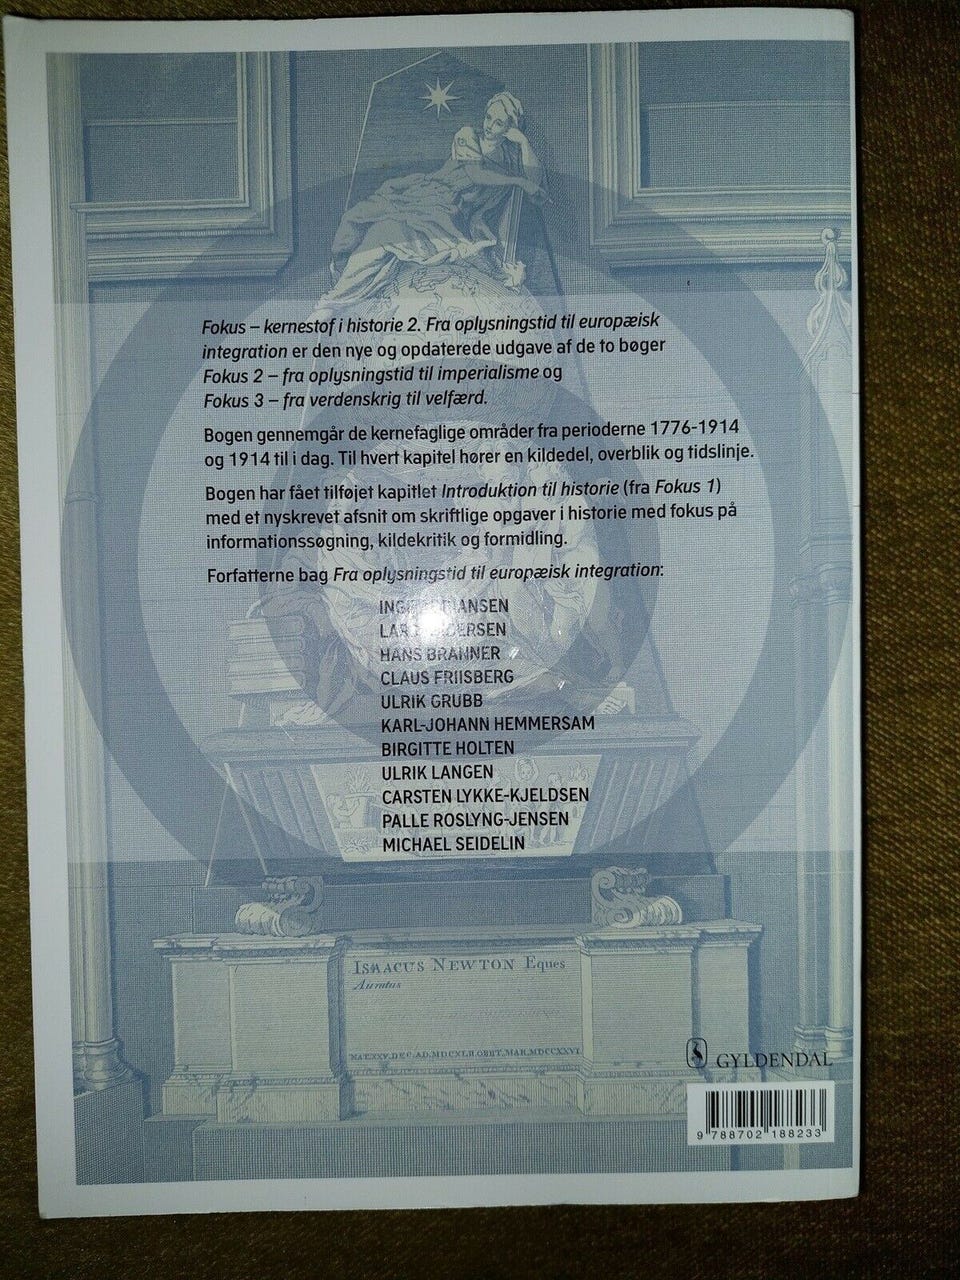 Fokus – kernestof i historie 2. Fra oplysningstid til europæisk
integration er den nye og opdaterede udgave af de to bøger
Fokus 2 – fra oplysningstid til imperialisme og
Fokus 3 – fra verdenskrig til velfærd.
Bogen gennemgår de kernefaglige områder fra perioderne 1776-1914
og 1914 til i dag. Til hvert kapitel hører en kildedel, overblik og tidslinje.
Bogen har fået tilføjet kapitlet Introduktion til historie (fra Fokus 1)
med et nyskrevet afsnit om skriftlige opgaver i historie med fokus på
informationssøgning, kildekritik og formidling.
Forfatterne bag Fra oplysningstid til europæisk integration:
HANS BRANNER
CLAUS FRIISBERG
ULRIK GRUBB
KARL-JOHANN HEMMERSAM
BIRGITTE HOLTEN
ULRIK LANGEN
CARSTEN LYKKE-KJELDSEN
PALLE ROSLYNG-JENSEN
MICHAEL SEIDELIN
ISAACUS NEWTON Eques
Auratus
GYLDENDAL
9 788702 188233